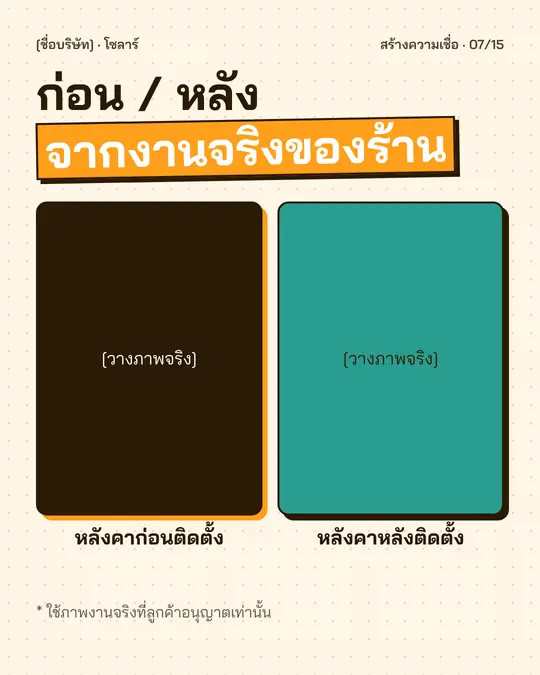 (ชื่อบริษัท) · โซลาร์
สร้างความเชื่อ · 07/15
ก่อน / หลัง
จากงานจริงของร้าน
(วางภาพจริง)
(วางภาพจริง)
หลังคาก่อนติดตั้ง
หลังคาหลังติดตั้ง
* ใช้ภาพงานจริงที่ลูกค้าอนุญาตเท่านั้น